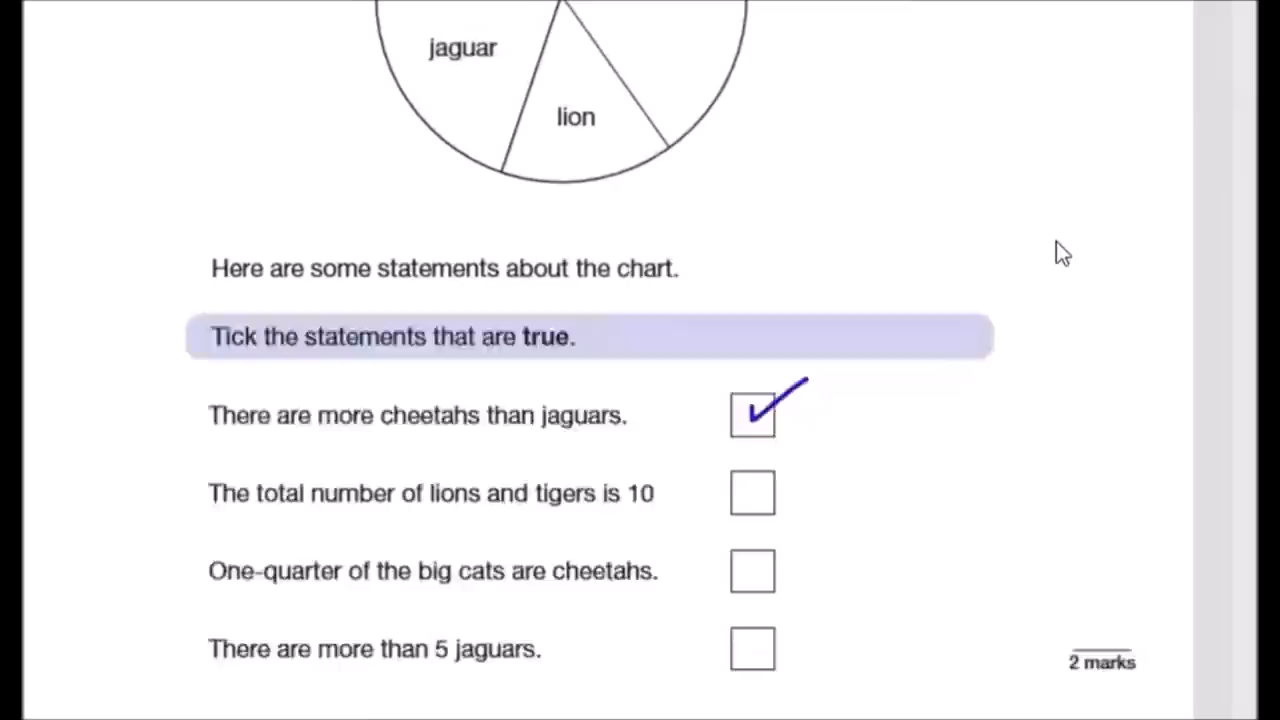 jaguar
lion
Here are some statements about the chart.
Tick the statements that are true.
There are more cheetahs than jaguars.
The total number of lions and tigers is 10
One-quarter of the big cats are cheetahs.
There are more than 5 jaguars.
2 marks